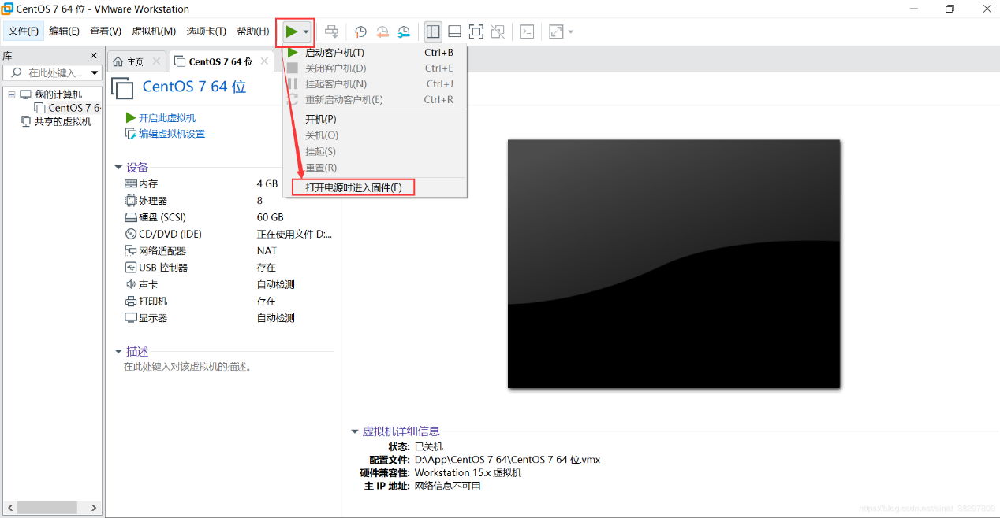 CentOS 7 64 位 - VMware Workstation
文件(F) 编辑(E) 查看(V) 虚拟机(M) 选项卡(T) 帮助(H)
库
在此处键入...
我的计算机
CentOS 7 64
共享的虚拟机
主页
CentOS 7 64 位
CentOS 7 64 位
开启此虚拟机
编辑虚拟机设置
启动客户机(T) Ctrl+B
关闭客户机(D) Ctrl+E
挂起客户机(N) Ctrl+J
重新启动客户机(E) Ctrl+R
开机(P)
关机(O)
挂起(S)
重置(R)
打开电源时进入固件(F)
设备
内存 4 GB
处理器 8
硬盘 (SCSI) 60 GB
CD/DVD (IDE) 正在使用文件 D:...
网络适配器 NAT
USB 控制器 存在
声卡 自动检测
打印机 存在
显示器 自动检测
描述
在此处键入对该虚拟机的描述。
虚拟机详细信息
状态: 已关机
配置文件: D:\App\CentOS 7 64\CentOS 7 64 位.vmx
硬件兼容性: Workstation 15.x 虚拟机
主 IP 地址: 网络信息不可用
https://blog.csdn.net/sinat_38297809